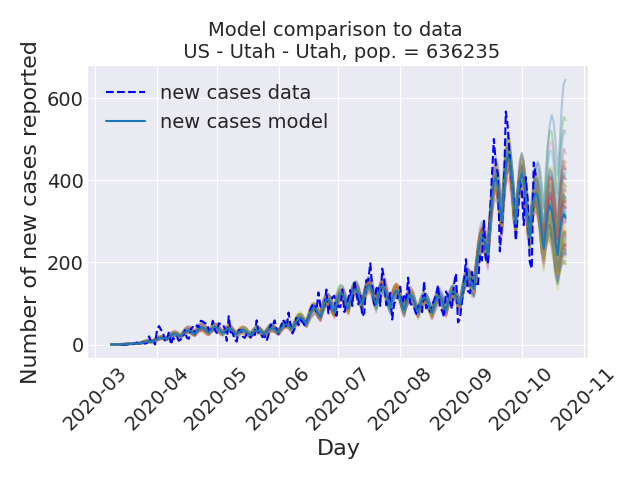 Model comparison to data
US - Utah - Utah, pop. = 636235
Number of new cases reported
600
400
200
0
new cases data
new cases model
2020-03
2020-04
2020-05
2020-06
2020-07
2020-08
2020-09
2020-10
2020-11
Day